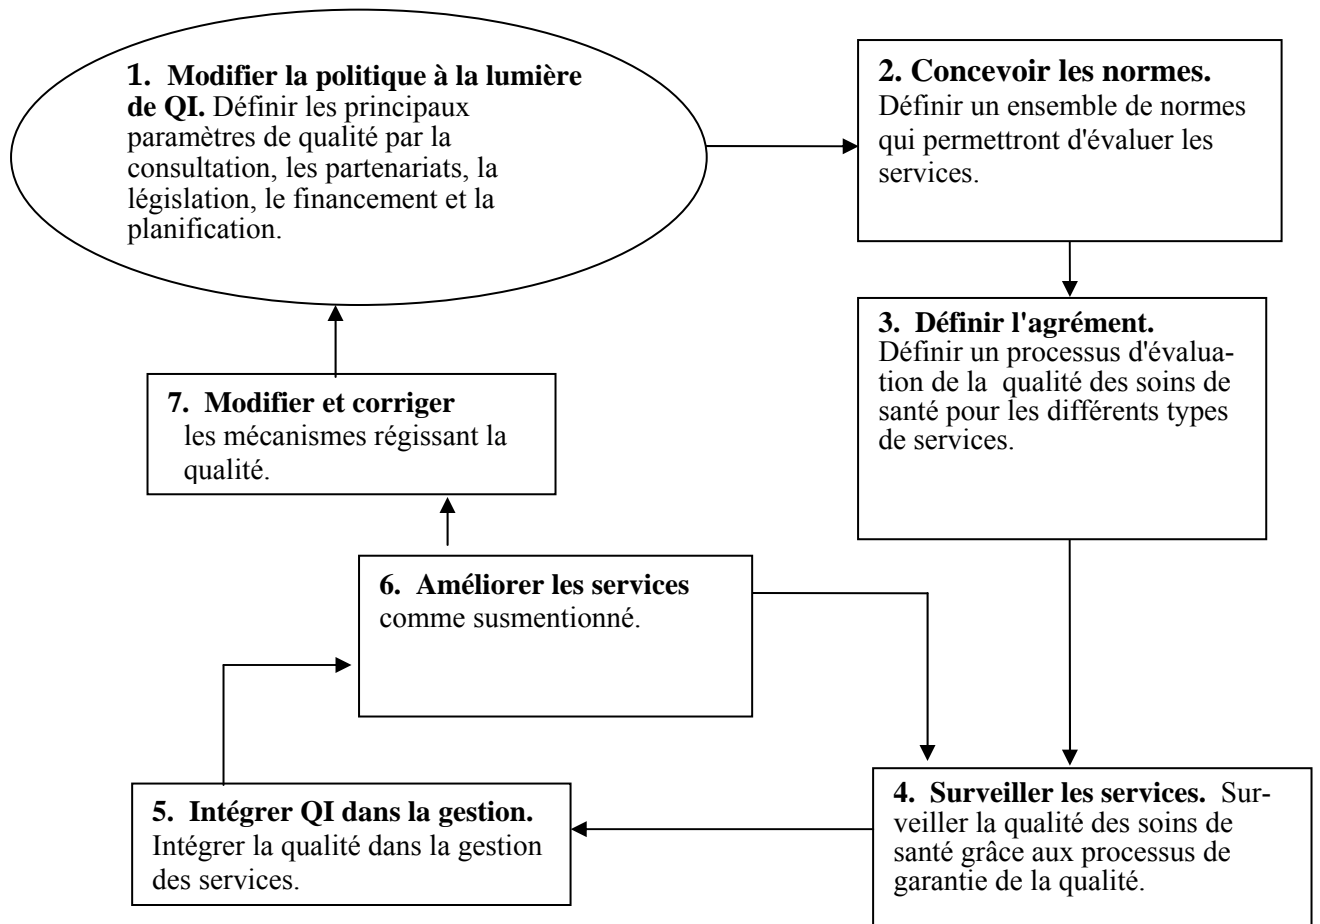 1. Modifier la politique à la lumière
de QI. Définir les principaux
paramètres de qualité par la
consultation, les partenariats, la
législation, le financement et la
planification.
2. Concevoir les normes.
Définir un ensemble de normes
qui permettront d'évaluer les
services.
3. Définir l'agrément.
Définir un processus d'évalua-
tion de la qualité des soins de
santé pour les différents types
de services.
4. Surveiller les services. Sur-
veiller la qualité des soins de
santé grâce aux processus de
garantie de la qualité.
5. Intégrer QI dans la gestion.
Intégrer la qualité dans la gestion
des services.
6. Améliorer les services
comme susmentionné.
7. Modifier et corriger
les mécanismes régissant la
qualité.